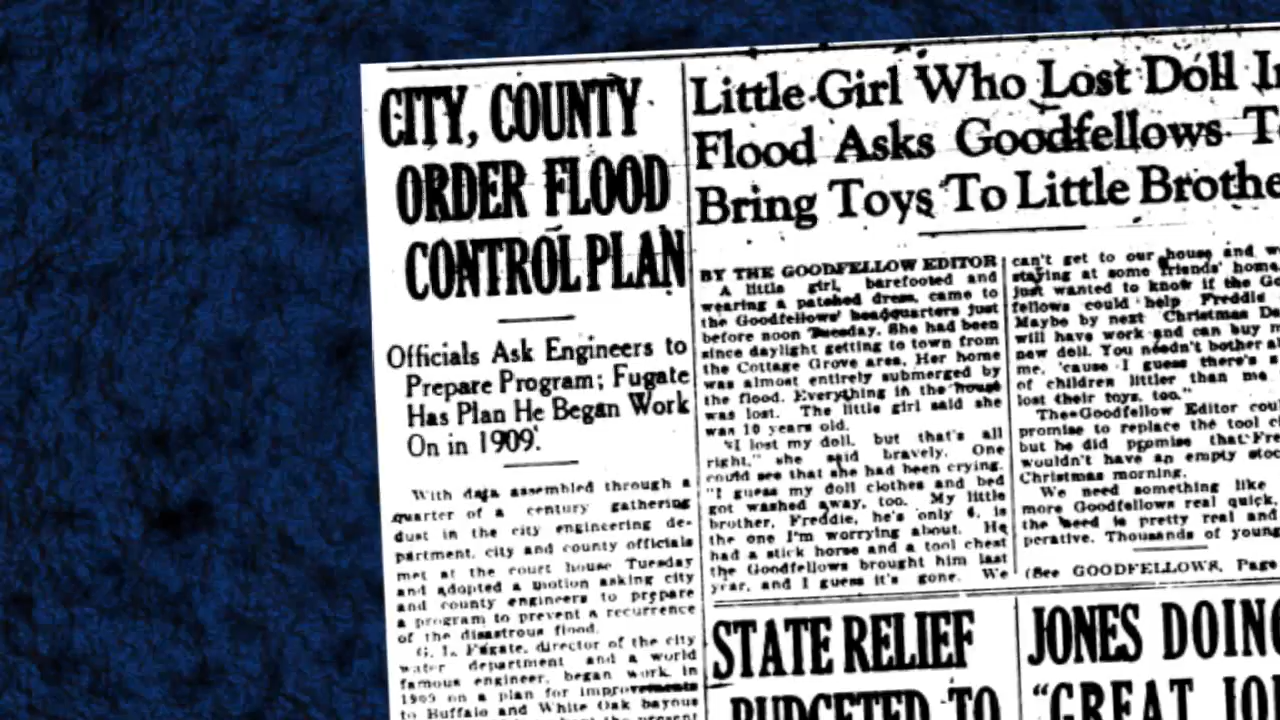 CITY, COUNTY
ORDER FLOOD
CONTROL PLAN
Officials Ask Engineers to
Prepare Program; Fugate
Has Plan He Began Work
On in 1909.
With data assembled through a
quarter of a century gathering
dust in the city engineering de-
partment, city and county officials
met at the court house Tuesday
and adopted a motion asking city
and county engineers to prepare
a program to prevent a recurrence
of the disastrous flood.
G. L. Fugate, director of the city
water department and a world
famous engineer, began work in
1909 on a plan for improvements
to Buffalo and White Oak bayous
Little Girl Who Lost Doll In
Flood Asks Goodfellows T
Bring Toys To Little Brothe
BY THE GOODFELLOW EDITOR
A little girl, barefooted and
wearing a patched dress, came to
the Goodfellows' headquarters just
before noon Tuesday. She had been
since daylight getting to town from
the Cottage Grove area. Her home
was almost entirely submerged by
the flood. Everything in the house
was lost. The little girl said she
was 10 years old.
"I lost my doll, but that's all
right," she said bravely. One
could see that she had been crying.
"I guess my doll clothes and bed
got washed away, too. My little
brother, Freddie, he's only 6, is
the one I'm worrying about. He
had a stick horse and a tool chest
the Goodfellows brought him last
year, and I guess it's gone. We
can't get to our house and w
staying at some friends' home
just wanted to know if the Go
fellows could help Freddie
Maybe by next Christmas Da
will have work and can buy m
new doll. You needn't bother a
me, 'cause I guess there's a
of children littler than me
lost their toys, too."
The Goodfellow Editor coul
promise to replace the tool c
but he did promise that Fre
wouldn't have an empty stoc
Christmas morning.
We need something like
more Goodfellows real quick,
the need is pretty real and
perative. Thousands of young
(See GOODFELLOWS, Page
STATE RELIEF
BUDGETED TO
JONES DOING
"GREAT JO